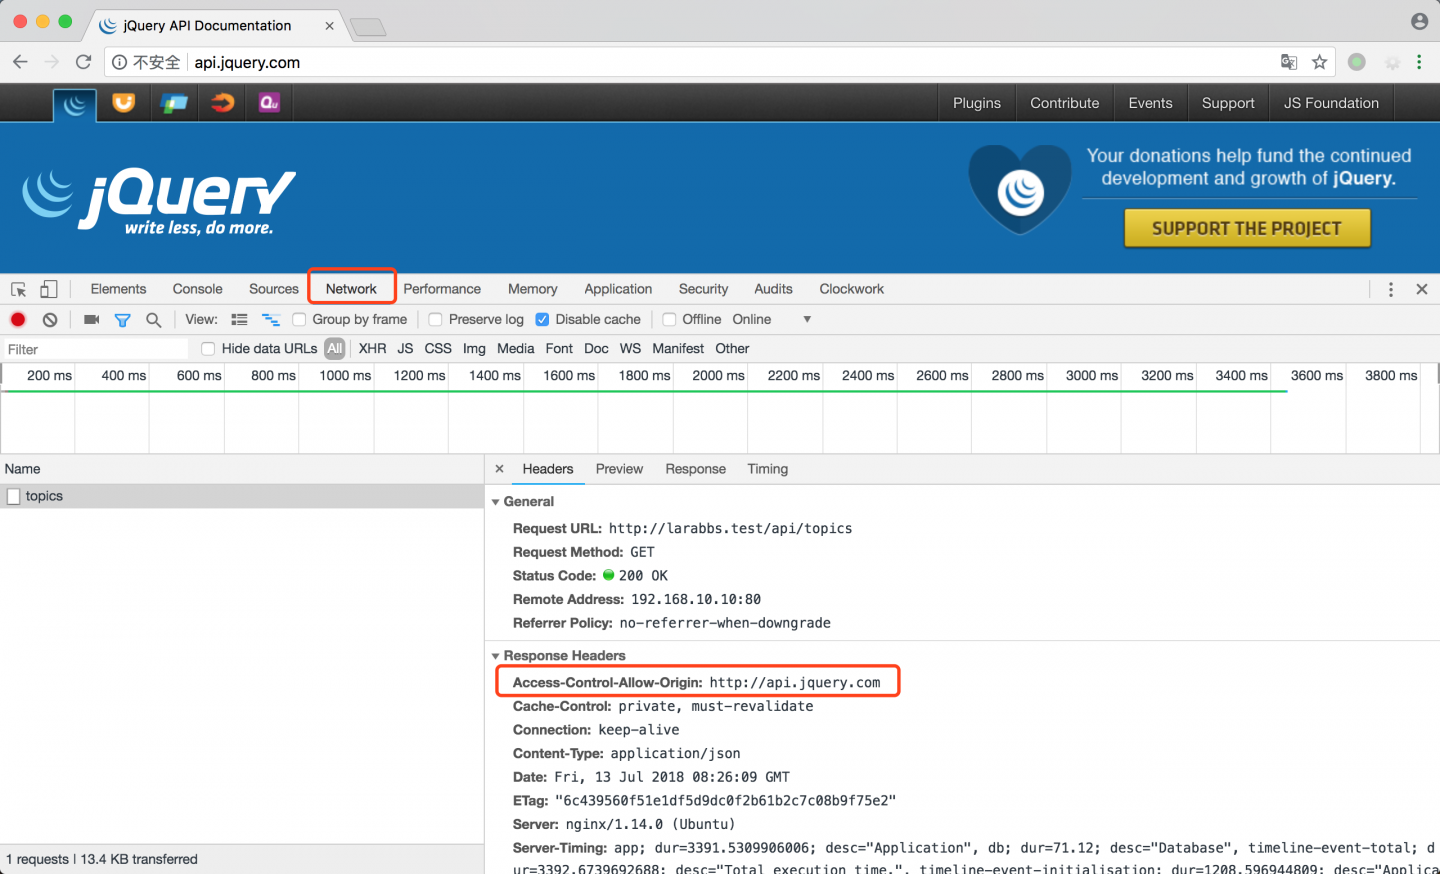 jQuery API Documentation
不安全 api.jquery.com
Plugins Contribute Events Support JS Foundation
jQuery
write less, do more.
Your donations help fund the continued
development and growth of jQuery.
SUPPORT THE PROJECT
Elements Console Sources Network Performance Memory Application Security Audits Clockwork
View: Group by frame Preserve log Disable cache Offline Online
Filter Hide data URLs All XHR JS CSS Img Media Font Doc WS Manifest Other
200 ms 400 ms 600 ms 800 ms 1000 ms 1200 ms 1400 ms 1600 ms 1800 ms 2000 ms 2200 ms 2400 ms 2600 ms 2800 ms 3000 ms 3200 ms 3400 ms 3600 ms 3800 ms
Name
topics
Headers Preview Response Timing
General
Request URL: http://larabbs.test/api/topics
Request Method: GET
Status Code: 200 OK
Remote Address: 192.168.10.10:80
Referrer Policy: no-referrer-when-downgrade
Response Headers
Access-Control-Allow-Origin: http://api.jquery.com
Cache-Control: private, must-revalidate
Connection: keep-alive
Content-Type: application/json
Date: Fri, 13 Jul 2018 08:26:09 GMT
ETag: "6c439560f51e1df5d9dc0f2b61b2c7c08b9f75e2"
Server: nginx/1.14.0 (Ubuntu)
Server-Timing: app; dur=3391.5309906006; desc="Application", db; dur=71.12; desc="Database", timeline-event-total; d
ur=3392.6739692688; desc="Total execution time.", timeline-event-initialisation; dur=1208.596944809; desc="Applica
1 requests | 13.4 KB transferred